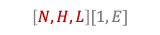 [N, H, L][1, E]